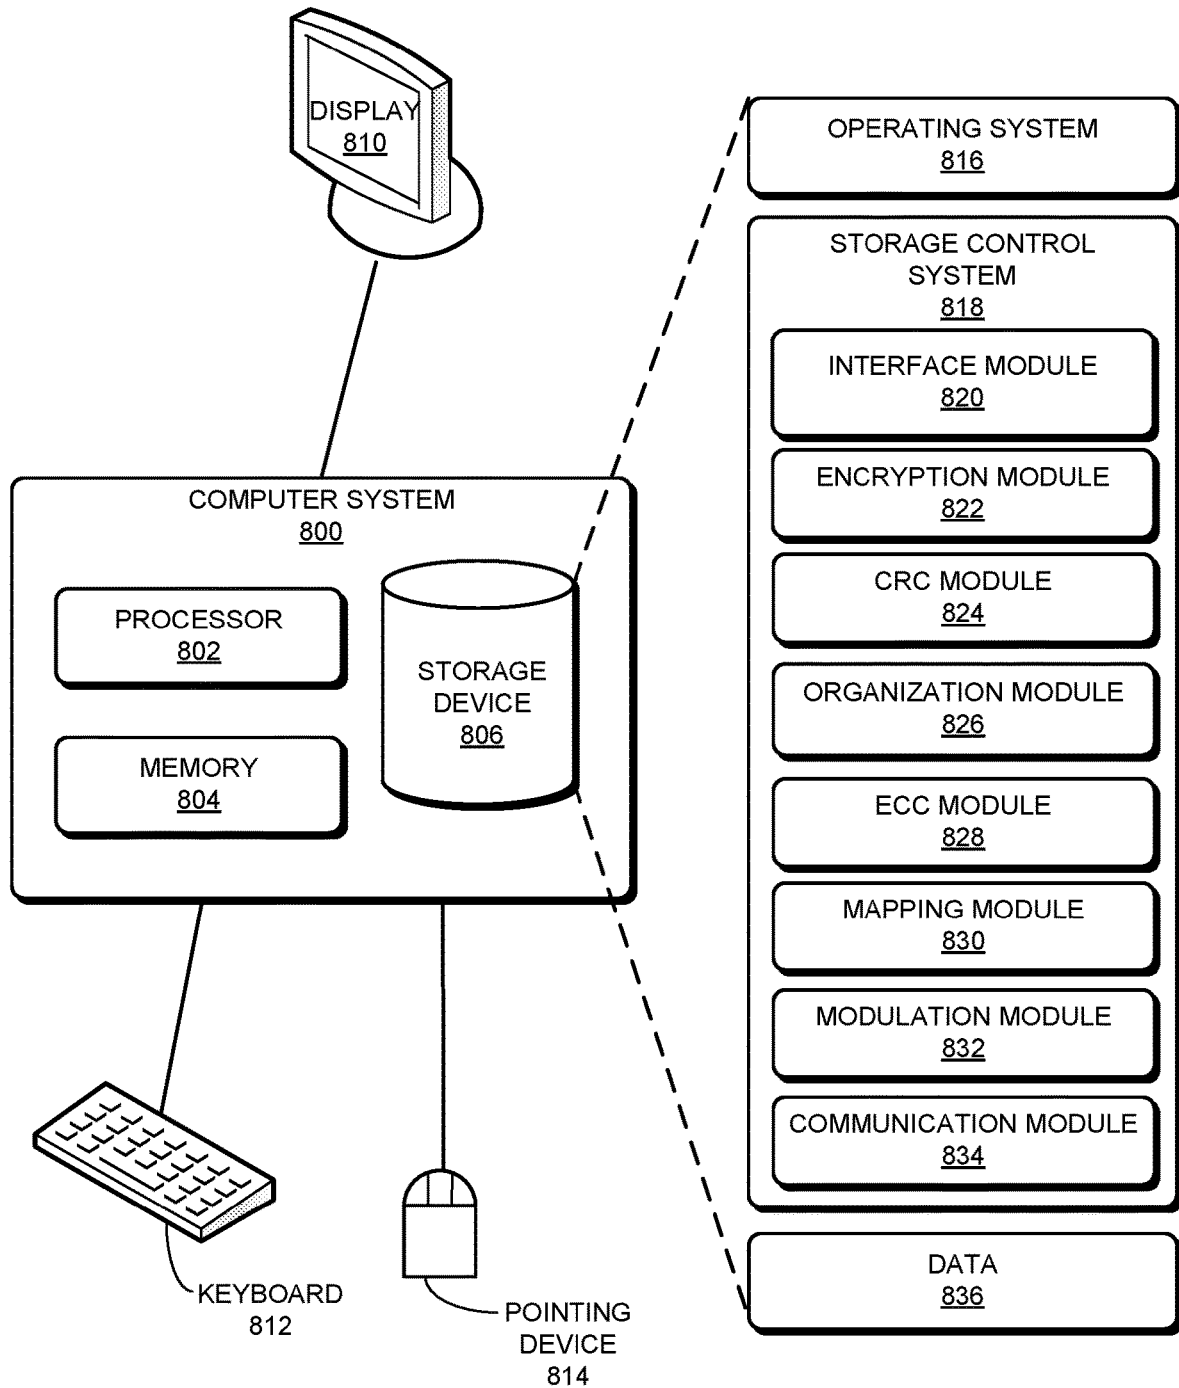 DISPLAY
810
COMPUTER SYSTEM
800
PROCESSOR
802
MEMORY
804
STORAGE
DEVICE
806
KEYBOARD
812
POINTING
DEVICE
814
OPERATING SYSTEM
816
STORAGE CONTROL
SYSTEM
818
INTERFACE MODULE
820
ENCRYPTION MODULE
822
CRC MODULE
824
ORGANIZATION MODULE
826
ECC MODULE
828
MAPPING MODULE
830
MODULATION MODULE
832
COMMUNICATION MODULE
834
DATA
836